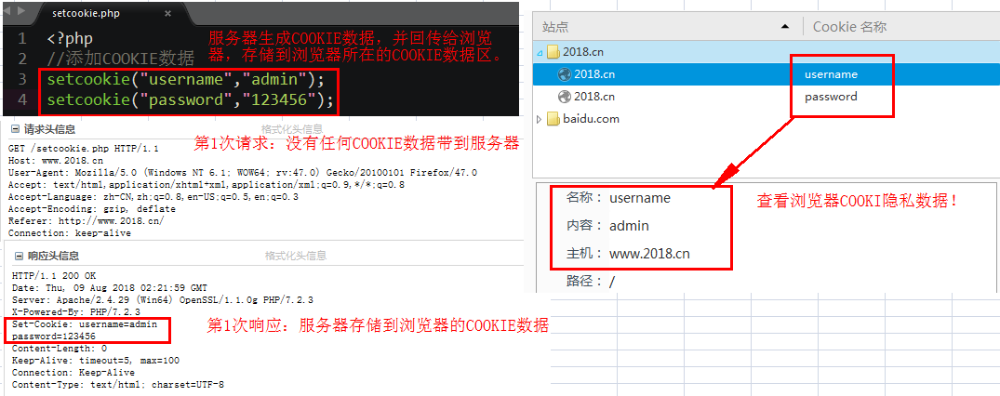 setcookie.php
×
1 <?php
2 //添加COOKIE数据
3 setcookie("username","admin");
4 setcookie("password","123456");
服务器生成COOKIE数据，并回传给浏览
器，存储到浏览器所在的COOKIE数据区。
请求头信息
格式化头信息
GET /setcookie.php HTTP/1.1
Host: www.2018.cn
User-Agent: Mozilla/5.0 (Windows NT 6.1; WOW64; rv:47.0) Gecko/20100101 Firefox/47.0
Accept: text/html,application/xhtml+xml,application/xml;q=0.9,*/*;q=0.8
Accept-Language: zh-CN,zh;q=0.8,en-US;q=0.5,en;q=0.3
Accept-Encoding: gzip, deflate
Referer: http://www.2018.cn/
Connection: keep-alive
第1次请求：没有任何COOKIE数据带到服务器
响应头信息
格式化头信息
HTTP/1.1 200 OK
Date: Thu, 09 Aug 2018 02:21:59 GMT
Server: Apache/2.4.29 (Win64) OpenSSL/1.1.0g PHP/7.2.3
X-Powered-By: PHP/7.2.3
Set-Cookie: username=admin
password=123456
Content-Length: 0
Keep-Alive: timeout=5, max=100
Connection: Keep-Alive
Content-Type: text/html; charset=UTF-8
第1次响应：服务器存储到浏览器的COOKIE数据
站点
Cookie 名称
2018.cn
2018.cn username
2018.cn password
baidu.com
名称： username
内容： admin
主机： www.2018.cn
路径： /
查看浏览器COOKI隐私数据！